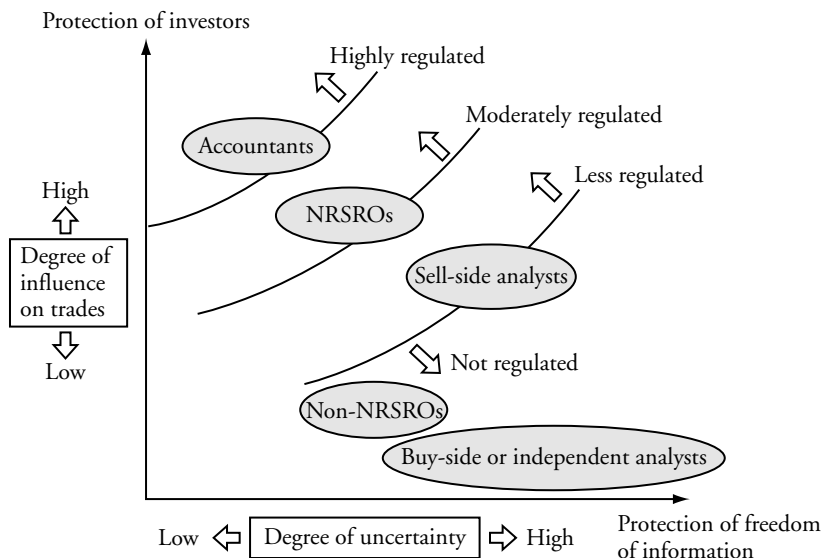 Protection of investors
Highly regulated
Moderately regulated
Accountants
Less regulated
High
NRSROs
Degree of
influence
on trades
Sell-side analysts
Low
Not regulated
Non-NRSROs
Buy-side or independent analysts
Low
Degree of uncertainty
High
Protection of freedom
of information